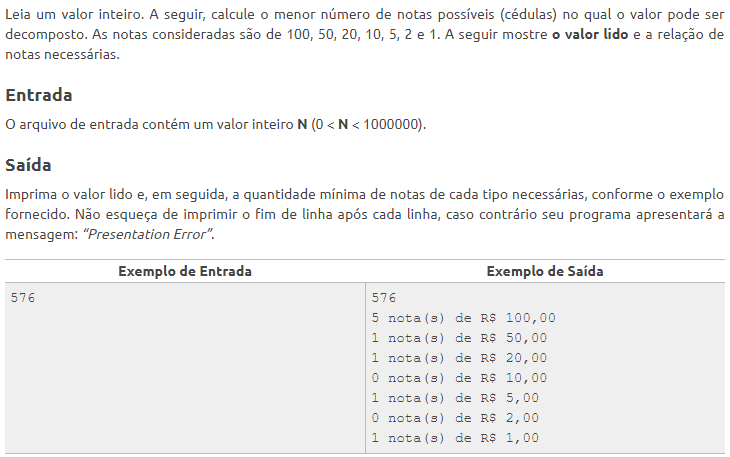 Leia um valor inteiro. A seguir, calcule o menor número de notas possíveis (cédulas) no qual o valor pode ser
decomposto. As notas consideradas são de 100, 50, 20, 10, 5, 2 e 1. A seguir mostre o valor lido e a relação de
notas necessárias.
Entrada
O arquivo de entrada contém um valor inteiro N (0 < N < 1000000).
Saída
Imprima o valor lido e, em seguida, a quantidade mínima de notas de cada tipo necessárias, conforme o exemplo
fornecido. Não esqueça de imprimir o fim de linha após cada linha, caso contrário seu programa apresentará a
mensagem: “Presentation Error”.
Exemplo de Entrada
Exemplo de Saída
576
576
5 nota(s) de R$ 100,00
1 nota(s) de R$ 50,00
1 nota(s) de R$ 20,00
0 nota(s) de R$ 10,00
1 nota(s) de R$ 5,00
0 nota(s) de R$ 2,00
1 nota(s) de R$ 1,00